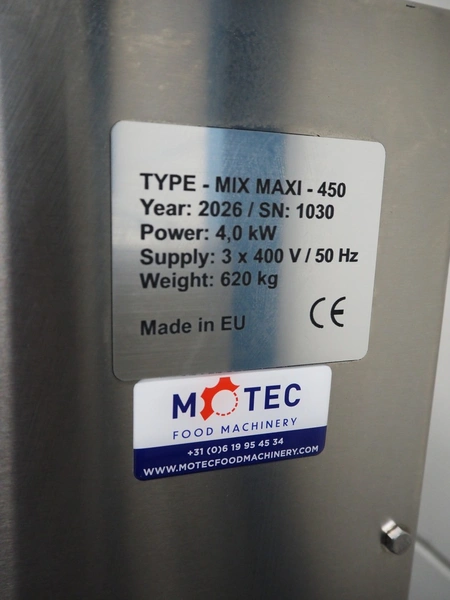 TYPE - MIX MAXI - 450
Year: 2026 / SN: 1030
Power: 4,0 kW
Supply: 3 x 400 V / 50 Hz
Weight: 620 kg
Made in EU CE
MOTEC
FOOD MACHINERY
+31 (0)6 19 95 45 34
WWW.MOTECFOODMACHINERY.COM